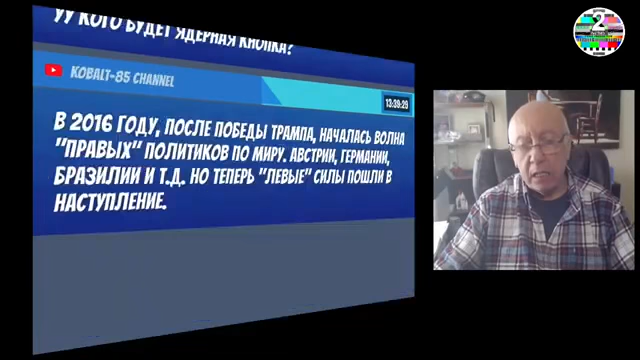 У КОГО БУДЕТ ЯДЕРНАЯ КНОПКА?
KOBALT-85 CHANNEL
13:39:29
В 2016 ГОДУ, ПОСЛЕ ПОБЕДЫ ТРАМПА, НАЧАЛАСЬ ВОЛНА
"ПРАВЫХ" ПОЛИТИКОВ ПО МИРУ. АВСТРИИ, ГЕРМАНИИ,
БРАЗИЛИИ И Т.Д. НО ТЕПЕРЬ "ЛЕВЫЕ" СИЛЫ ПОШЛИ В
НАСТУПЛЕНИЕ.
2